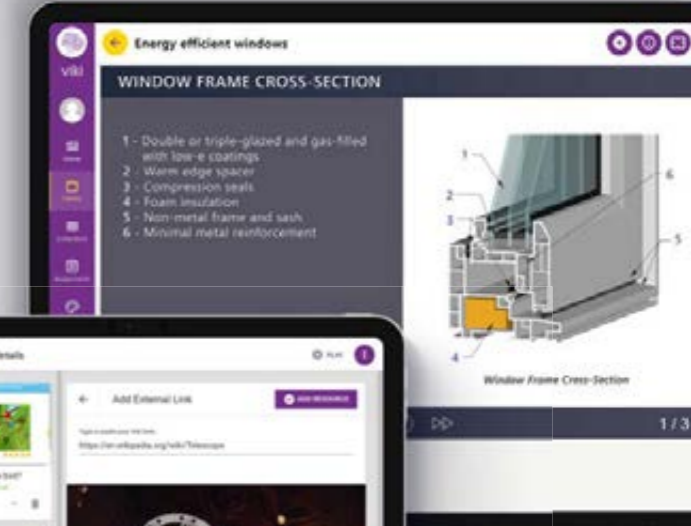 viki
Energy efficient windows
WINDOW FRAME CROSS-SECTION
1 - Double or triple-glazed and gas-filled
with low-e coatings
2 - Warm edge spacer
3 - Compression seals
4 - Foam insulation
5 - Non-metal frame and sash
6 - Minimal metal reinforcement
1
2
3
4
5
6
Window Frame Cross-Section
1/3
PLAY
Add External Link
ADD RESOURCE
https://en.wikipedia.org/wiki/Telescope